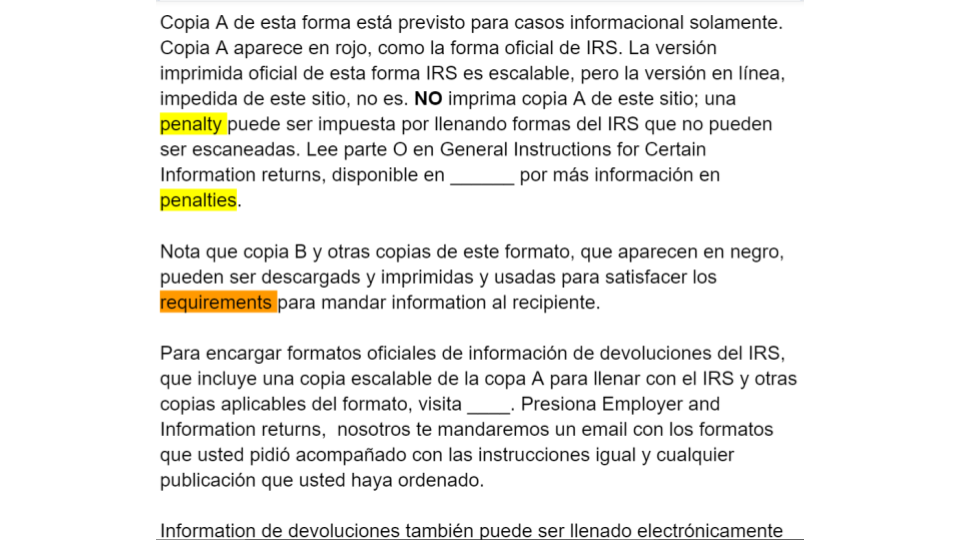 Copia A de esta forma está previsto para casos informacional solamente.
Copia A aparece en rojo, como la forma oficial de IRS. La versión
imprimida oficial de esta forma IRS es escalable, pero la versión en línea,
impedida de este sitio, no es. NO imprima copia A de este sitio; una
penalty puede ser impuesta por llenando formas del IRS que no pueden
ser escaneadas. Lee parte O en General Instructions for Certain
Information returns, disponible en ______ por más información en
penalties.
Nota que copia B y otras copias de este formato, que aparecen en negro,
pueden ser descargads y imprimidas y usadas para satisfacer los
requirements para mandar information al recipiente.
Para encargar formatos oficiales de información de devoluciones del IRS,
que incluye una copia escalable de la copa A para llenar con el IRS y otras
copias aplicables del formato, visita ____. Presiona Employer and
Information returns,  nosotros te mandaremos un email con los formatos
que usted pidió acompañado con las instrucciones igual y cualquier
publicación que usted haya ordenado.
Information de devoluciones también puede ser llenado electrónicamente